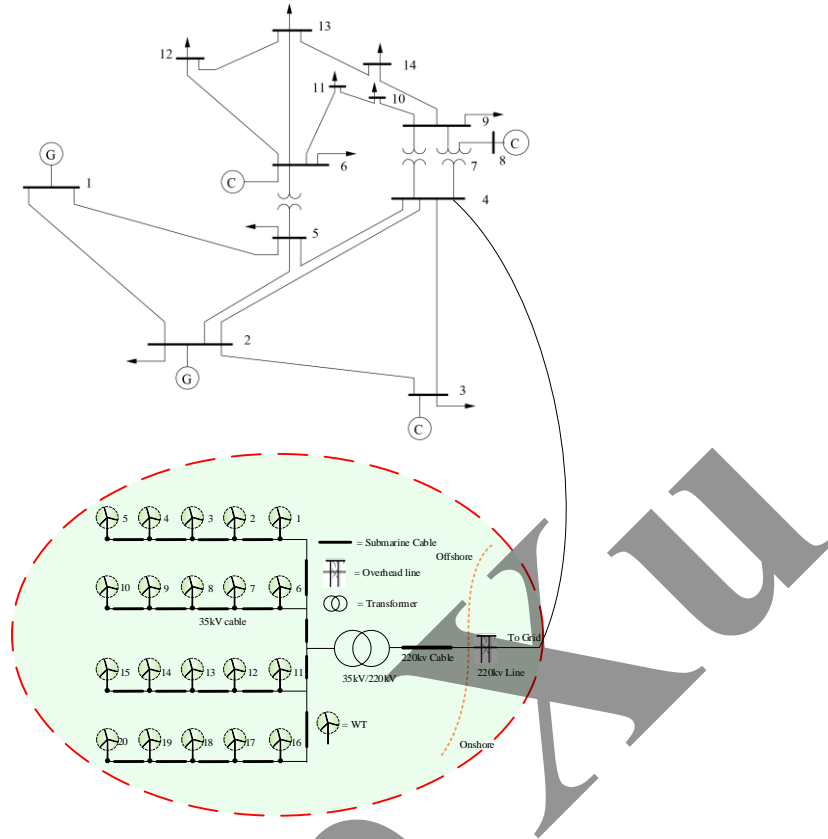 13
12
14
11
10
9
G
C
8
7
6
C
1
4
5
2
G
3
C
5
4
3
2
1
= Submarine Cable
Offshore
= Overhead line
10
9
8
7
6
= Transformer
35kV cable
To Grid
220kv Cable
35kV/220kV
220kv Line
15
14
13
12
11
= WT
20
19
18
17
16
Onshore
Xu